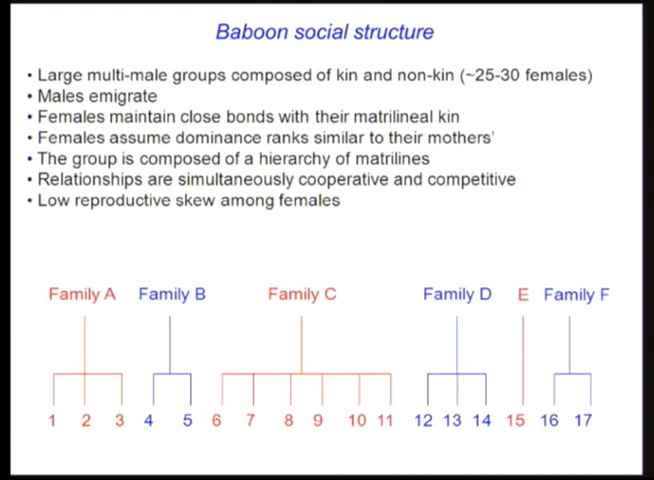 Baboon social structure
• Large multi-male groups composed of kin and non-kin (~25-30 females)
• Males emigrate
• Females maintain close bonds with their matrilineal kin
• Females assume dominance ranks similar to their mothers'
• The group is composed of a hierarchy of matrilines
• Relationships are simultaneously cooperative and competitive
• Low reproductive skew among females
Family A Family B Family C Family D E Family F
1 2 3 4 5 6 7 8 9 10 11 12 13 14 15 16 17